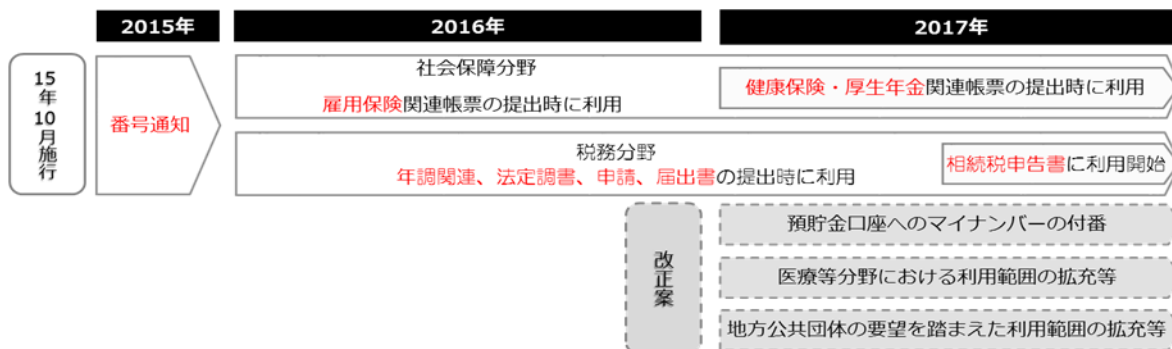 2015年
2016年
2017年
15年10月施行
番号通知
社会保障分野
雇用保険関連帳票の提出時に利用
健康保険・厚生年金関連帳票の提出時に利用
税務分野
年調関連、法定調書、申請、届出書の提出時に利用
相続税申告書に利用開始
改正案
預貯金口座へのマイナンバーの付番
医療等分野における利用範囲の拡充等
地方公共団体の要望を踏まえた利用範囲の拡充等